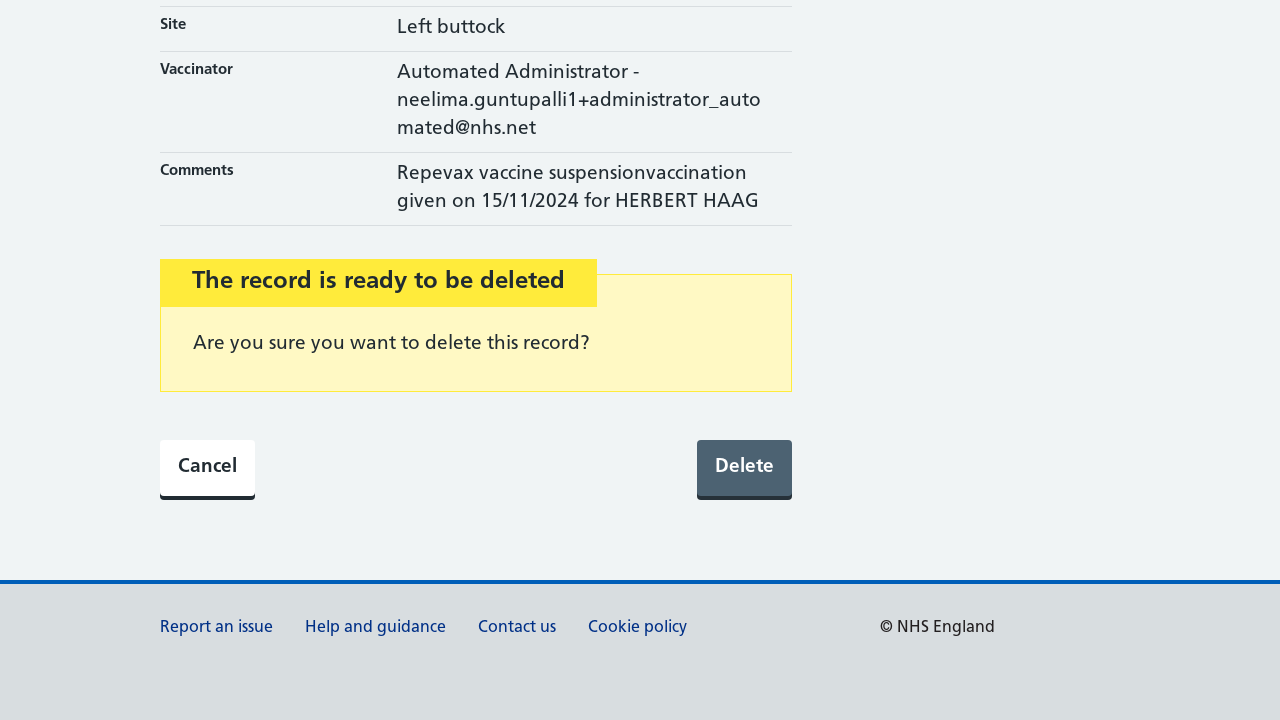 Site
Left buttock
Vaccinator
Automated Administrator -
neelima.guntupalli1+administrator_auto
mated@nhs.net
Comments
Repevax vaccine suspensionvaccination
given on 15/11/2024 for HERBERT HAAG
The record is ready to be deleted
Are you sure you want to delete this record?
Cancel
Delete
Report an issue
Help and guidance
Contact us
Cookie policy
© NHS England